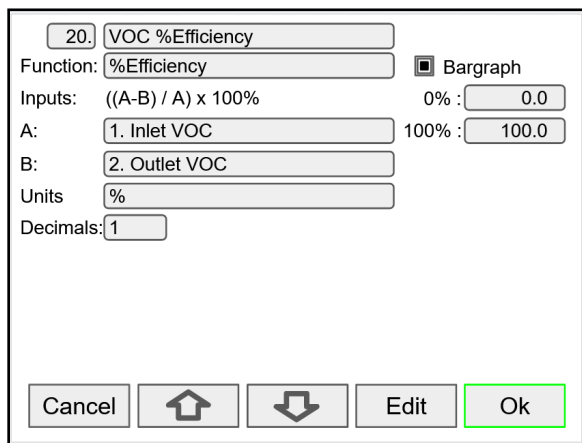 20. VOC %Efficiency
Function: %Efficiency Bargraph
Inputs: ((A-B) / A) x 100% 0% : 0.0
A: 1. Inlet VOC 100% : 100.0
B: 2. Outlet VOC
Units %
Decimals: 1
Cancel Edit Ok